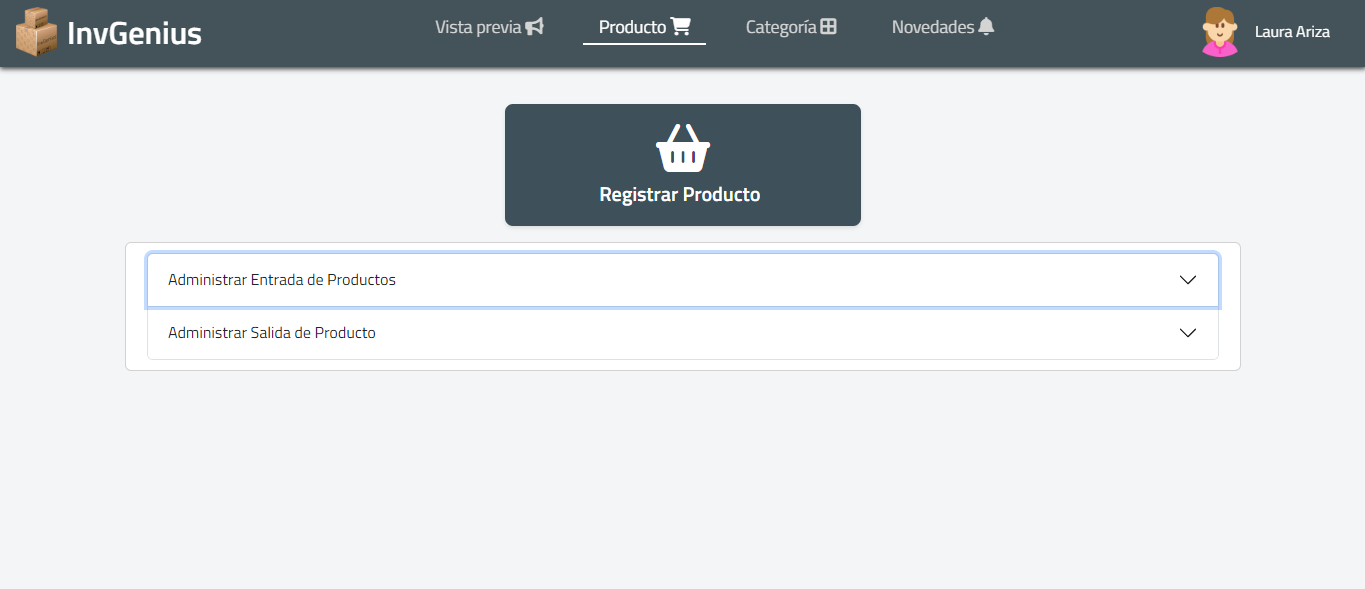 InvGenius
Vista previa
Producto
Categoría
Novedades
Laura Ariza
Registrar Producto
Administrar Entrada de Productos
Administrar Salida de Producto